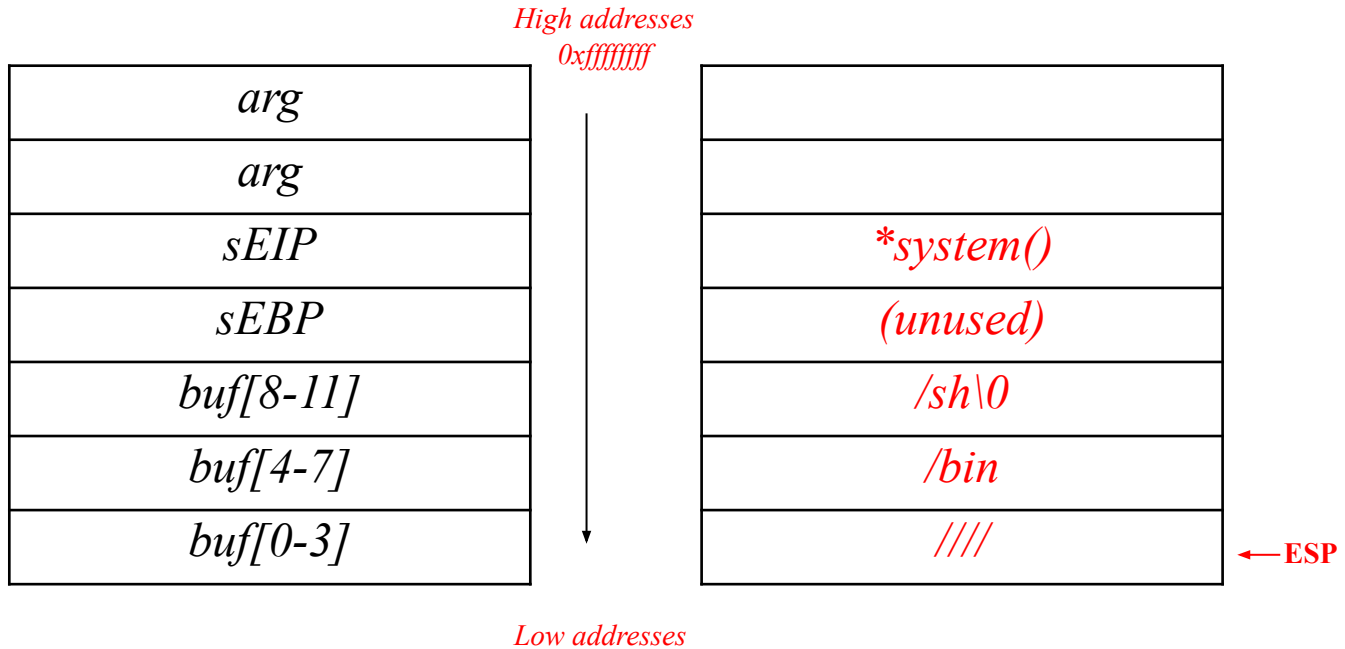 High addresses
0xffffffff
arg
arg
sEIP
*system()
sEBP
(unused)
buf[8-11]
/sh\0
buf[4-7]
/bin
buf[0-3]
////
ESP
Low addresses